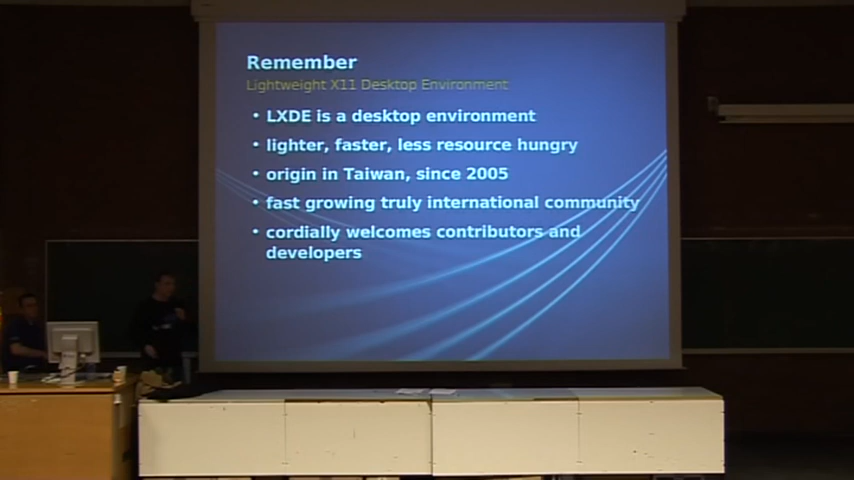 Remember
Lightweight X11 Desktop Environment
• LXDE is a desktop environment
• lighter, faster, less resource hungry
• origin in Taiwan, since 2005
• fast growing truly international community
• cordially welcomes contributors and
developers